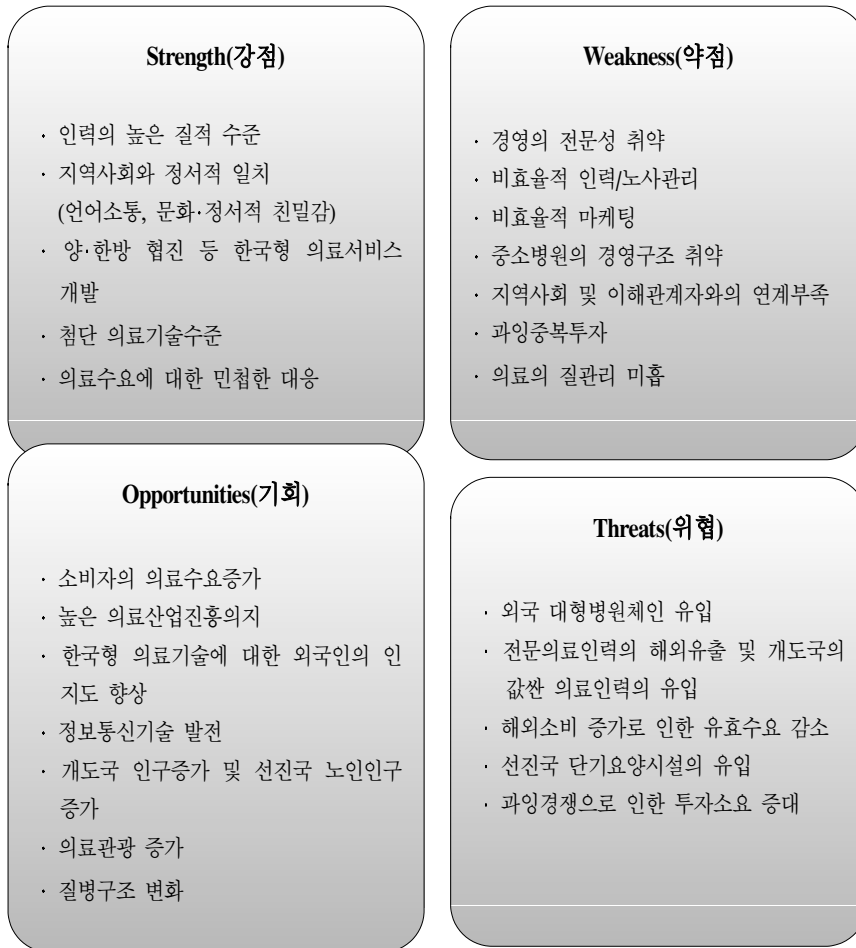 Strength(강점)
· 인력의 높은 질적 수준
· 지역사회와 정서적 일치
(언어소통, 문화·정서적 친밀감)
· 양·한방 협진 등 한국형 의료서비스
개발
· 첨단 의료기술수준
· 의료수요에 대한 민첩한 대응
Weakness(약점)
· 경영의 전문성 취약
· 비효율적 인력/노사관리
· 비효율적 마케팅
· 중소병원의 경영구조 취약
· 지역사회 및 이해관계자와의 연계부족
· 과잉중복투자
· 의료의 질관리 미흡
Opportunities(기회)
· 소비자의 의료수요증가
· 높은 의료산업진흥의지
· 한국형 의료기술에 대한 외국인의 인
지도 향상
· 정보통신기술 발전
· 개도국 인구증가 및 선진국 노인인구
증가
· 의료관광 증가
· 질병구조 변화
Threats(위협)
· 외국 대형병원체인 유입
· 전문의료인력의 해외유출 및 개도국의
값싼 의료인력의 유입
· 해외소비 증가로 인한 유효수요 감소
· 선진국 단기요양시설의 유입
· 과잉경쟁으로 인한 투자소요 증대